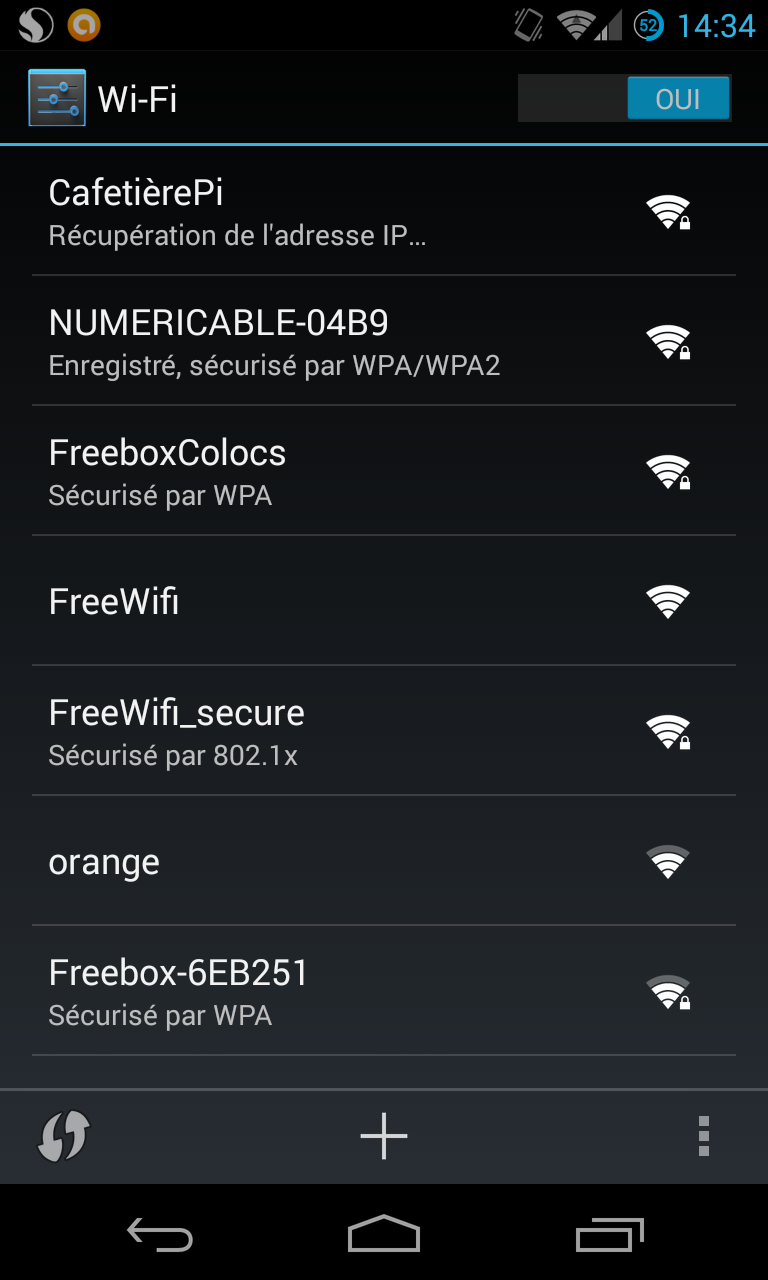 52 14:34
Wi-Fi OUI
CafetièrePi
Récupération de l'adresse IP…
NUMERICABLE-04B9
Enregistré, sécurisé par WPA/WPA2
FreeboxColocs
Sécurisé par WPA
FreeWifi
FreeWifi_secure
Sécurisé par 802.1x
orange
Freebox-6EB251
Sécurisé par WPA